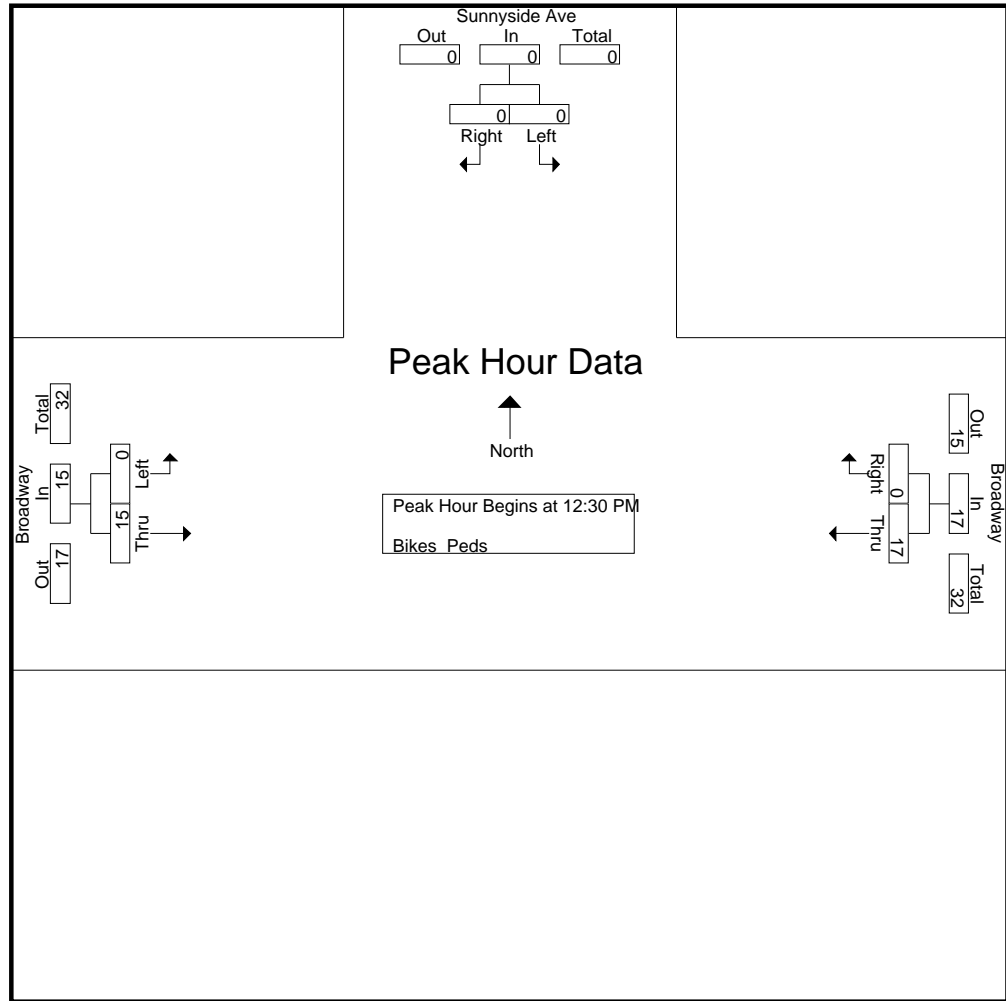 Sunnyside Ave
Out In Total
0 0 0
0 0
Right Left
Peak Hour Data
North
Peak Hour Begins at 12:30 PM
Bikes Peds
Broadway
Out In Total
17 15 32
15 0
Thru Left
Broadway
Out In Total
15 17 32
Right Thru
0 17